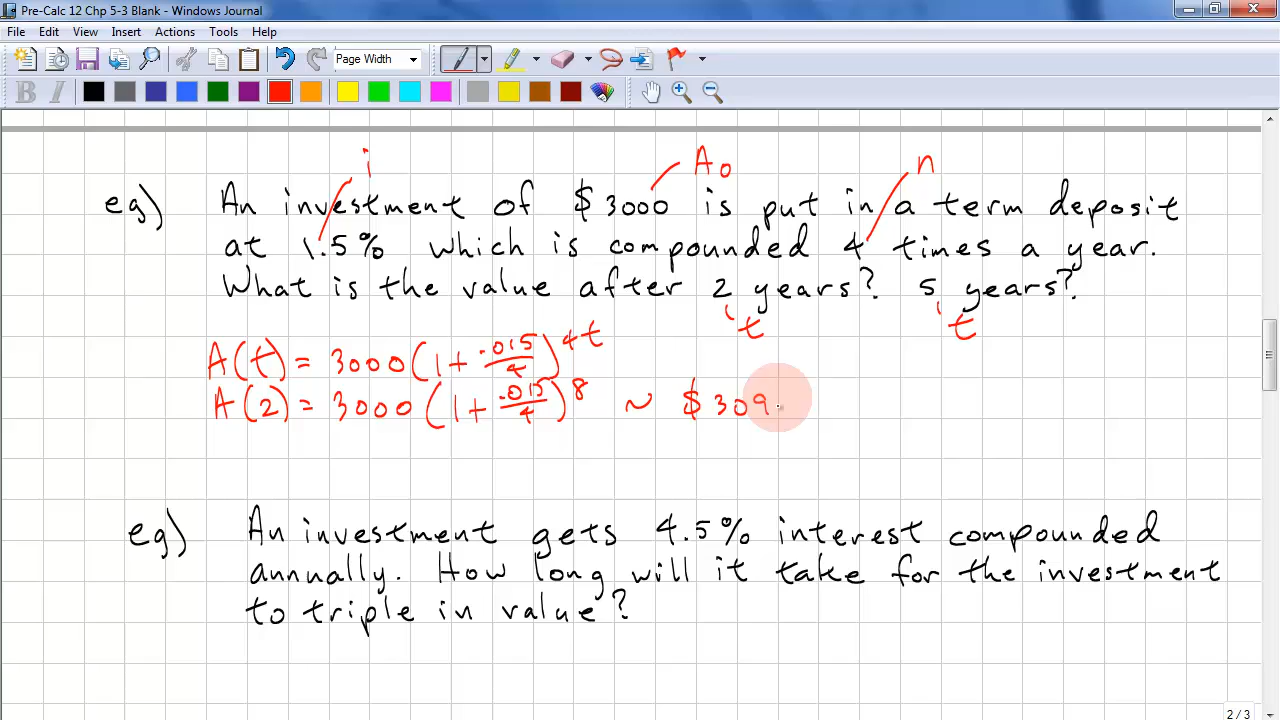 Pre-Calc 12 Chp 5-3 Blank - Windows Journal
File Edit View Insert Actions Tools Help
Page Width
B I
i A0 n
eg) An investment of $3000 is put in a term deposit
at 1.5% which is compounded 4 times a year.
What is the value after 2 years? 5 years?
t t
A(t) = 3000(1+.015/4)^4t
A(2) = 3000(1+.015/4)^8 ~ $309
eg) An investment gets 4.5% interest compounded
annually. How long will it take for the investment
to triple in value?
2/3